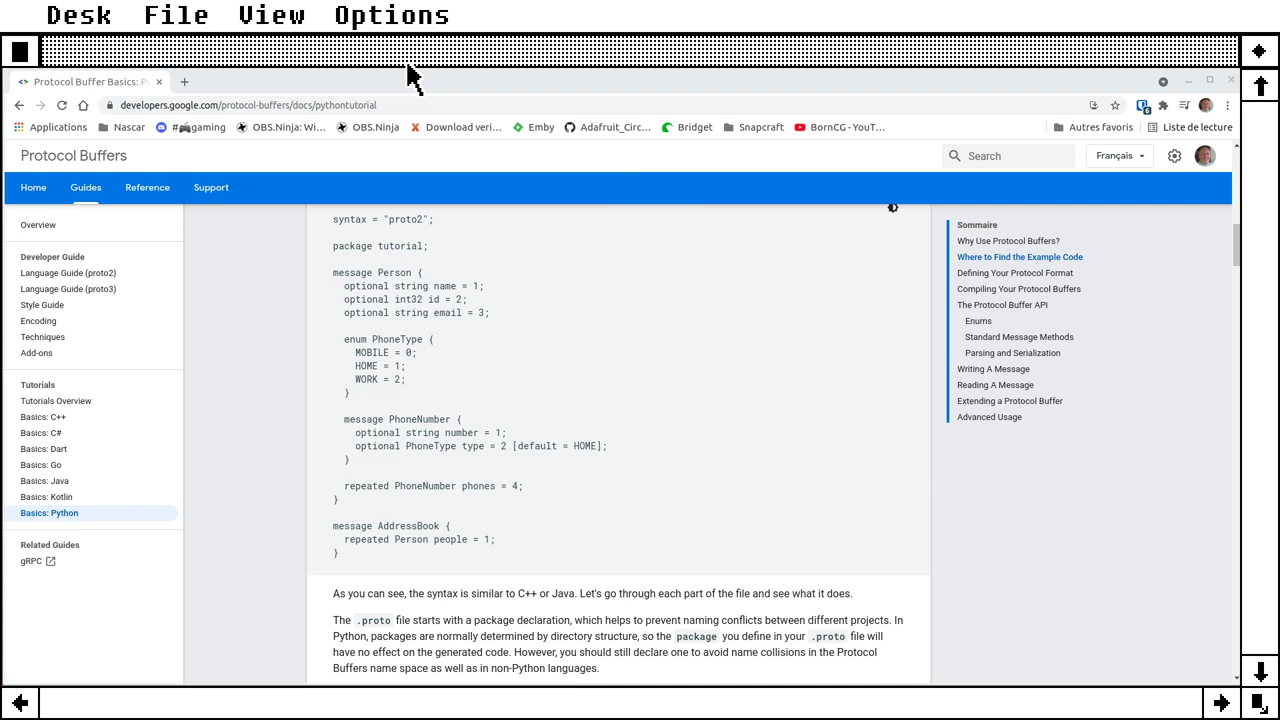 Desk File View Options
Protocol Buffer Basics: P
developers.google.com/protocol-buffers/docs/pythontutorial
Applications Nascar #🎮gaming OBS.Ninja: Wi... OBS.Ninja Download veri... Emby Adafruit_Circ... Bridget Snapcraft BornCG - YouT... Autres favoris Liste de lecture
Protocol Buffers Search Français
Home Guides Reference Support
Overview
Developer Guide
Language Guide (proto2)
Language Guide (proto3)
Style Guide
Encoding
Techniques
Add-ons
Tutorials
Tutorials Overview
Basics: C++
Basics: C#
Basics: Dart
Basics: Go
Basics: Java
Basics: Kotlin
Basics: Python
Related Guides
gRPC
syntax = "proto2";
package tutorial;
message Person {
optional string name = 1;
optional int32 id = 2;
optional string email = 3;
enum PhoneType {
MOBILE = 0;
HOME = 1;
WORK = 2;
}
message PhoneNumber {
optional string number = 1;
optional PhoneType type = 2 [default = HOME];
}
repeated PhoneNumber phones = 4;
}
message AddressBook {
repeated Person people = 1;
}
As you can see, the syntax is similar to C++ or Java. Let's go through each part of the file and see what it does.
The .proto file starts with a package declaration, which helps to prevent naming conflicts between different projects. In
Python, packages are normally determined by directory structure, so the package you define in your .proto file will
have no effect on the generated code. However, you should still declare one to avoid name collisions in the Protocol
Buffers name space as well as in non-Python languages.
Sommaire
Why Use Protocol Buffers?
Where to Find the Example Code
Defining Your Protocol Format
Compiling Your Protocol Buffers
The Protocol Buffer API
Enums
Standard Message Methods
Parsing and Serialization
Writing A Message
Reading A Message
Extending a Protocol Buffer
Advanced Usage